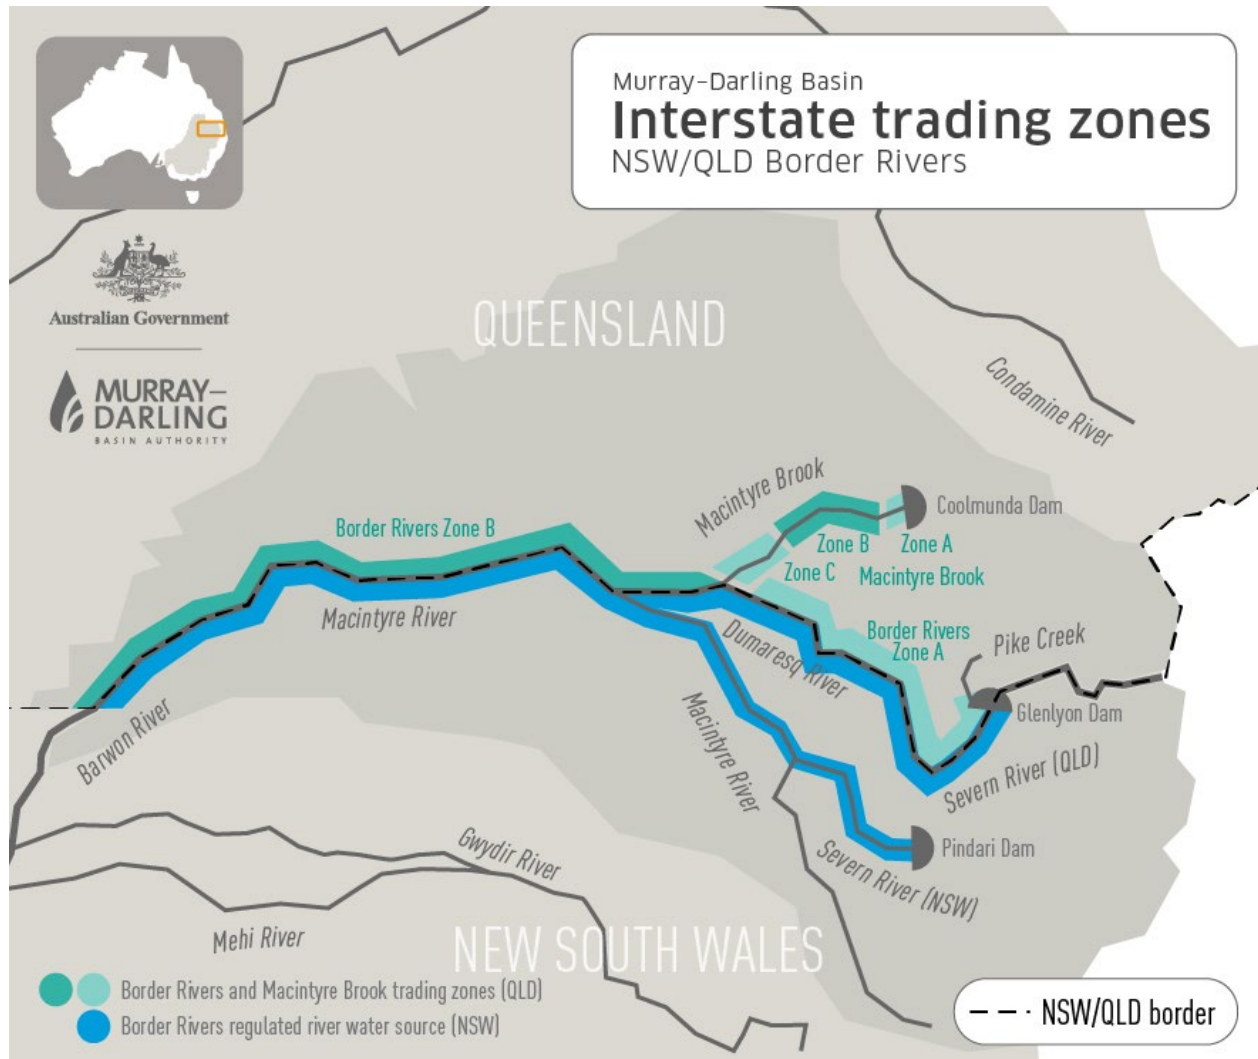 Murray–Darling Basin
Interstate trading zones
NSW/QLD Border Rivers
Australian Government
MURRAY–
DARLING
BASIN AUTHORITY
QUEENSLAND
Condamine River
Macintyre Brook
Coolmunda Dam
Border Rivers Zone B
Zone B
Zone A
Zone C
Macintyre Brook
Macintyre River
Dumaresq River
Border Rivers
Zone A
Pike Creek
Glenlyon Dam
Barwon River
Macintyre River
Severn River (QLD)
Pindari Dam
Severn River (NSW)
Gwydir River
Mehi River
NEW SOUTH WALES
Border Rivers and Macintyre Brook trading zones (QLD)
Border Rivers regulated river water source (NSW)
NSW/QLD border